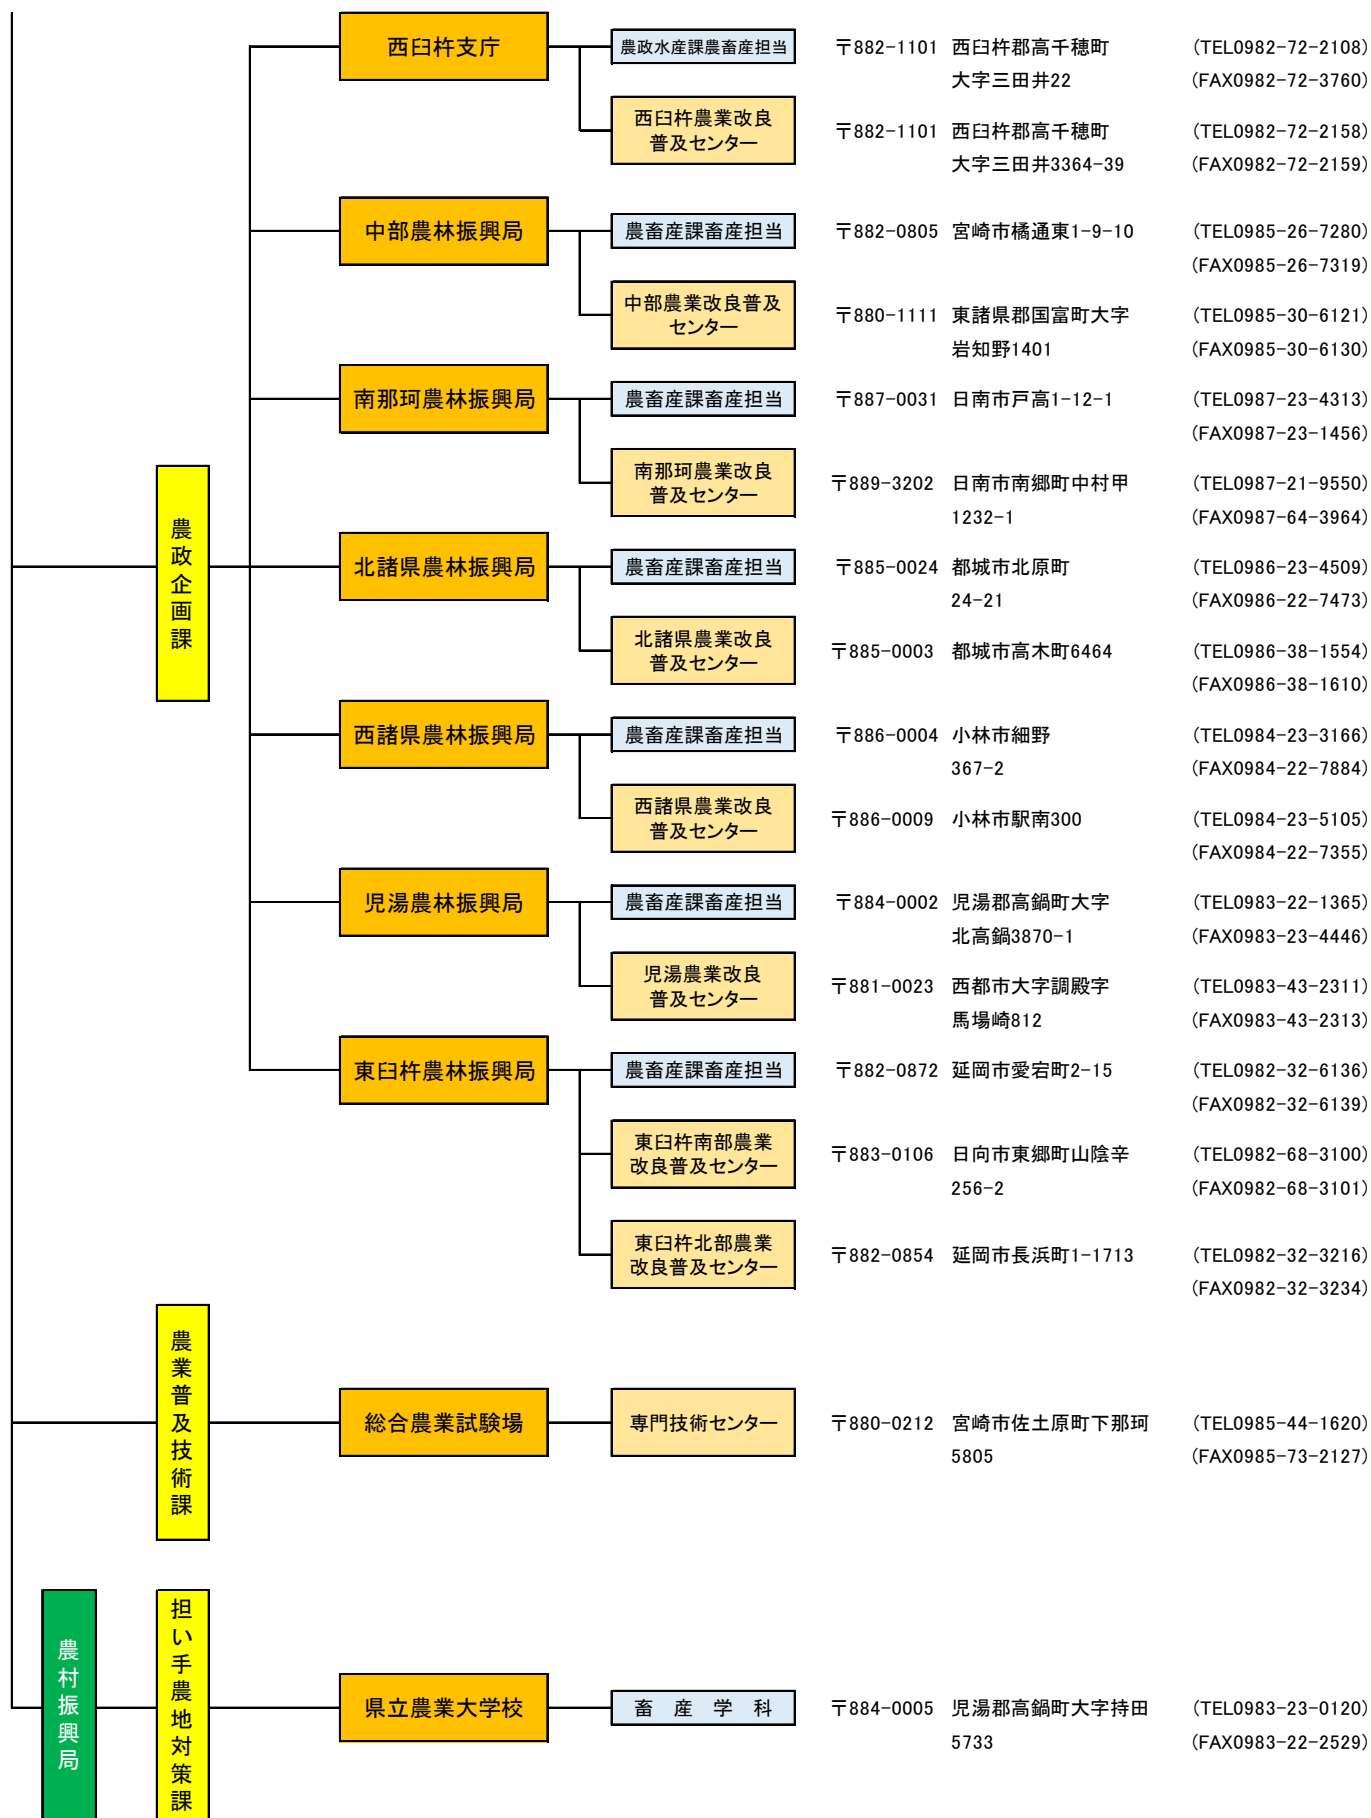 西臼杵支庁
農政水産課農畜産担当
〒882-1101 西臼杵郡高千穂町 (TEL0982-72-2108)
大字三田井22 (FAX0982-72-3760)
西臼杵農業改良
普及センター
〒882-1101 西臼杵郡高千穂町 (TEL0982-72-2158)
大字三田井3364-39 (FAX0982-72-2159)
中部農林振興局
農畜産課畜産担当
〒882-0805 宮崎市橘通東1-9-10 (TEL0985-26-7280)
(FAX0985-26-7319)
中部農業改良普及
センター
〒880-1111 東諸県郡国富町大字 (TEL0985-30-6121)
岩知野1401 (FAX0985-30-6130)
南那珂農林振興局
農畜産課畜産担当
〒887-0031 日南市戸高1-12-1 (TEL0987-23-4313)
(FAX0987-23-1456)
南那珂農業改良
普及センター
〒889-3202 日南市南郷町中村甲 (TEL0987-21-9550)
1232-1 (FAX0987-64-3964)
農政企画課
北諸県農林振興局
農畜産課畜産担当
〒885-0024 都城市北原町 (TEL0986-23-4509)
24-21 (FAX0986-22-7473)
北諸県農業改良
普及センター
〒885-0003 都城市高木町6464 (TEL0986-38-1554)
(FAX0986-38-1610)
西諸県農林振興局
農畜産課畜産担当
〒886-0004 小林市細野 (TEL0984-23-3166)
367-2 (FAX0984-22-7884)
西諸県農業改良
普及センター
〒886-0009 小林市駅南300 (TEL0984-23-5105)
(FAX0984-22-7355)
児湯農林振興局
農畜産課畜産担当
〒884-0002 児湯郡高鍋町大字 (TEL0983-22-1365)
北高鍋3870-1 (FAX0983-23-4446)
児湯農業改良
普及センター
〒881-0023 西都市大字調殿字 (TEL0983-43-2311)
馬場崎812 (FAX0983-43-2313)
東臼杵農林振興局
農畜産課畜産担当
〒882-0872 延岡市愛宕町2-15 (TEL0982-32-6136)
(FAX0982-32-6139)
東臼杵南部農業
改良普及センター
〒883-0106 日向市東郷町山陰辛 (TEL0982-68-3100)
256-2 (FAX0982-68-3101)
東臼杵北部農業
改良普及センター
〒882-0854 延岡市長浜町1-1713 (TEL0982-32-3216)
(FAX0982-32-3234)
農業普及技術課
総合農業試験場
専門技術センター
〒880-0212 宮崎市佐土原町下那珂 (TEL0985-44-1620)
5805 (FAX0985-73-2127)
農村振興局
担い手農地対策課
県立農業大学校
畜産学科
〒884-0005 児湯郡高鍋町大字持田 (TEL0983-23-0120)
5733 (FAX0983-22-2529)